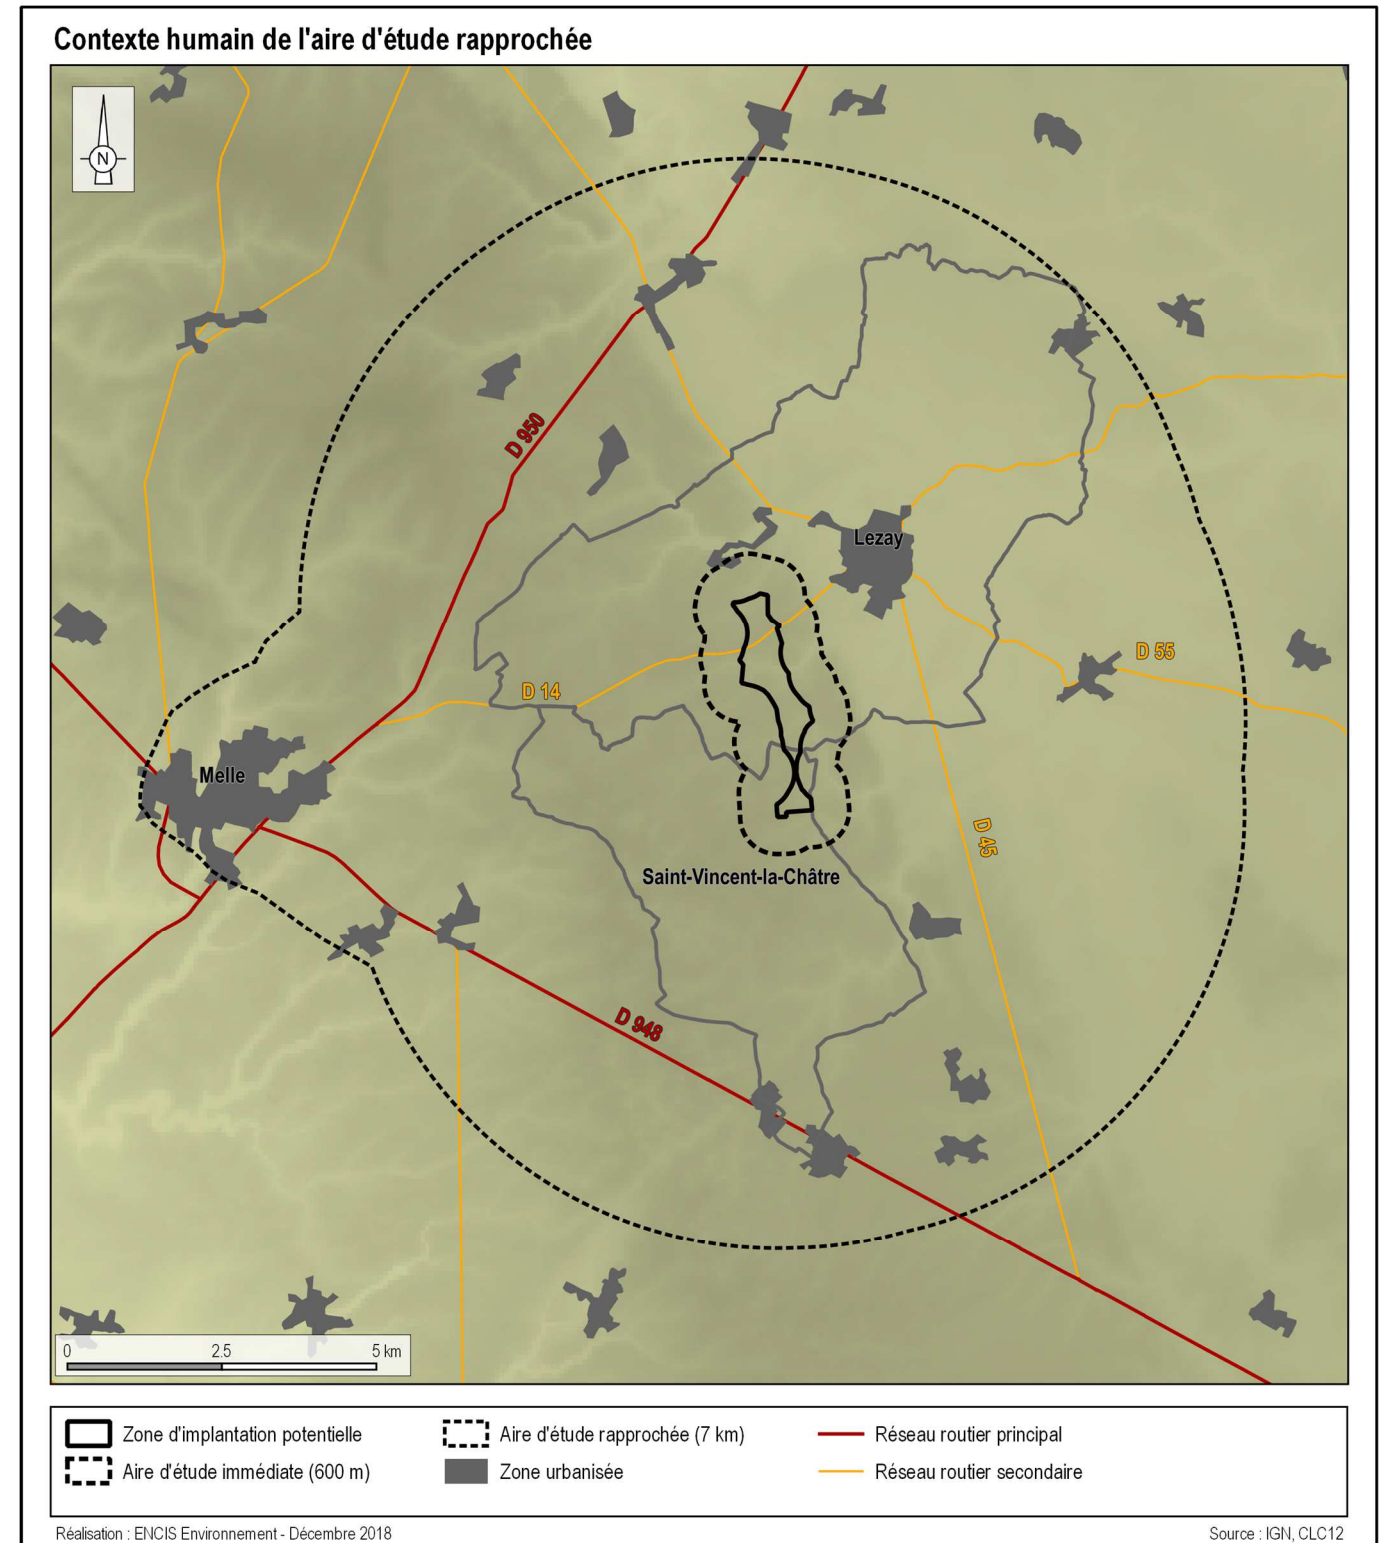 Contexte humain de l'aire d'étude rapprochée
N
D 950
Lezay
D 55
D 14
Melle
D 45
Saint-Vincent-la-Châtre
D 948
0 2.5 5 km
Zone d'implantation potentielle
Aire d'étude rapprochée (7 km)
Réseau routier principal
Aire d'étude immédiate (600 m)
Zone urbanisée
Réseau routier secondaire
Réalisation : ENCIS Environnement - Décembre 2018
Source : IGN, CLC12